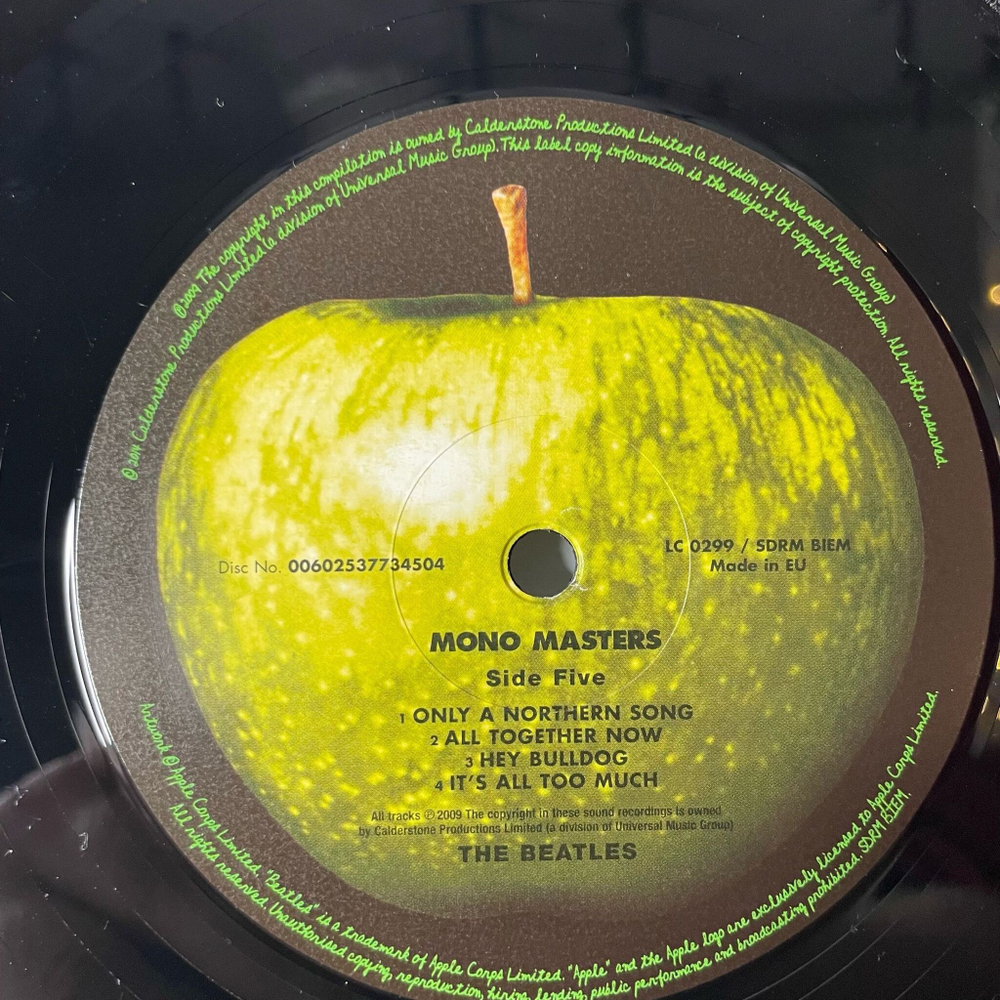 ℗2009 The copyright in this compilation is owned by Calderstone Productions Limited (a division of Universal Music Group)
© 2014 Calderstone Productions Limited (a division of Universal Music Group). This label copy information is the subject of copyright protection. All rights reserved.
Disc No. 00602537734504
LC 0299 / SDRM BIEM
Made in EU
MONO MASTERS
Side Five
1 ONLY A NORTHERN SONG
2 ALL TOGETHER NOW
3 HEY BULLDOG
4 IT'S ALL TOO MUCH
All tracks ℗ 2009 The copyright in these sound recordings is owned
by Calderstone Productions Limited (a division of Universal Music Group)
THE BEATLES
Artwork © Apple Corps Limited. "Beatles" is a trademark of Apple Corps Limited. "Apple" and the Apple logo are exclusively licensed to Apple Corps Limited.
All rights reserved. Unauthorised copying, reproduction, hiring, lending, public performance and broadcasting prohibited. SDRM BIEM.